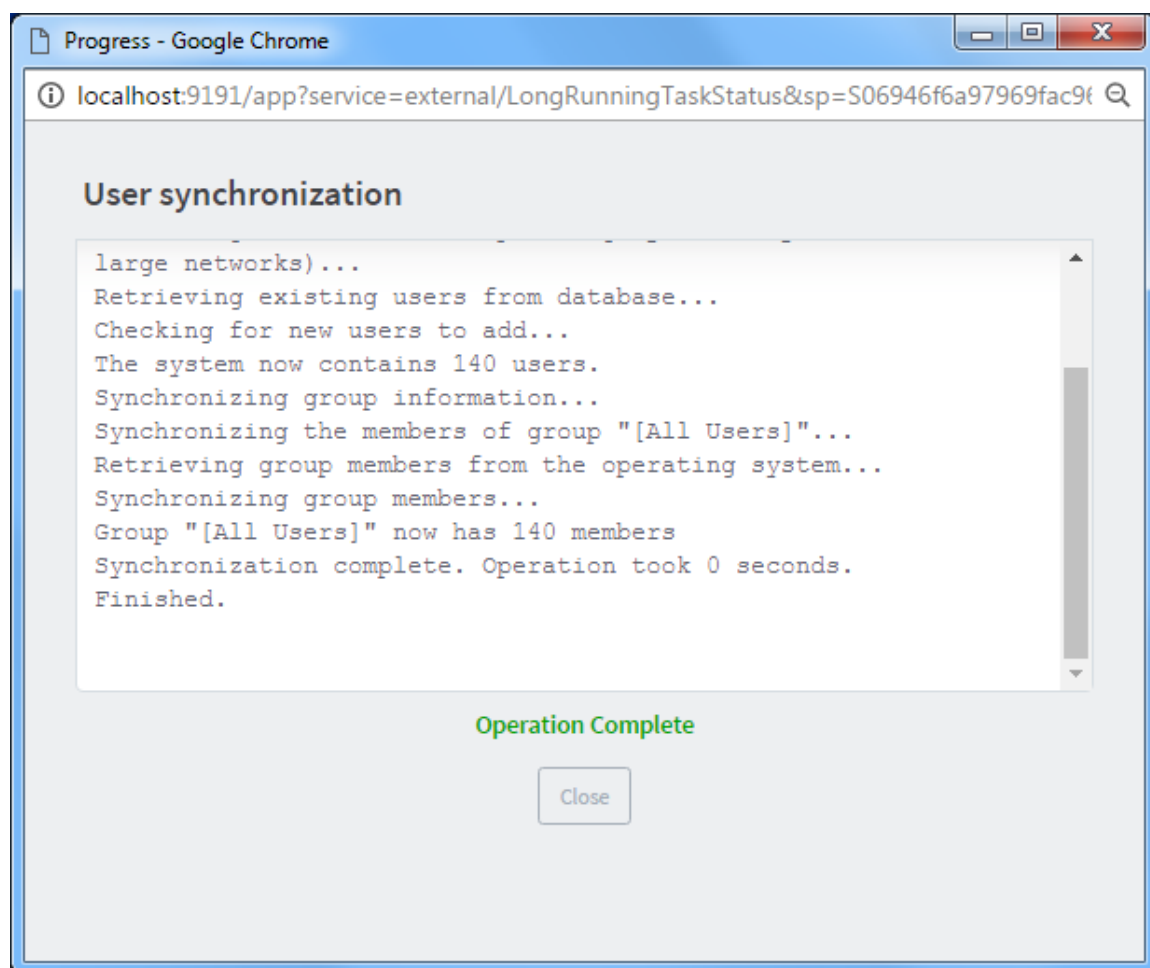 Progress - Google Chrome
localhost:9191/app?service=external/LongRunningTaskStatus&sp=S06946f6a97969fac96
User synchronization
large networks)...
Retrieving existing users from database...
Checking for new users to add...
The system now contains 140 users.
Synchronizing group information...
Synchronizing the members of group "[All Users]"...
Retrieving group members from the operating system...
Synchronizing group members...
Group "[All Users]" now has 140 members
Synchronization complete. Operation took 0 seconds.
Finished.
Operation Complete
Close